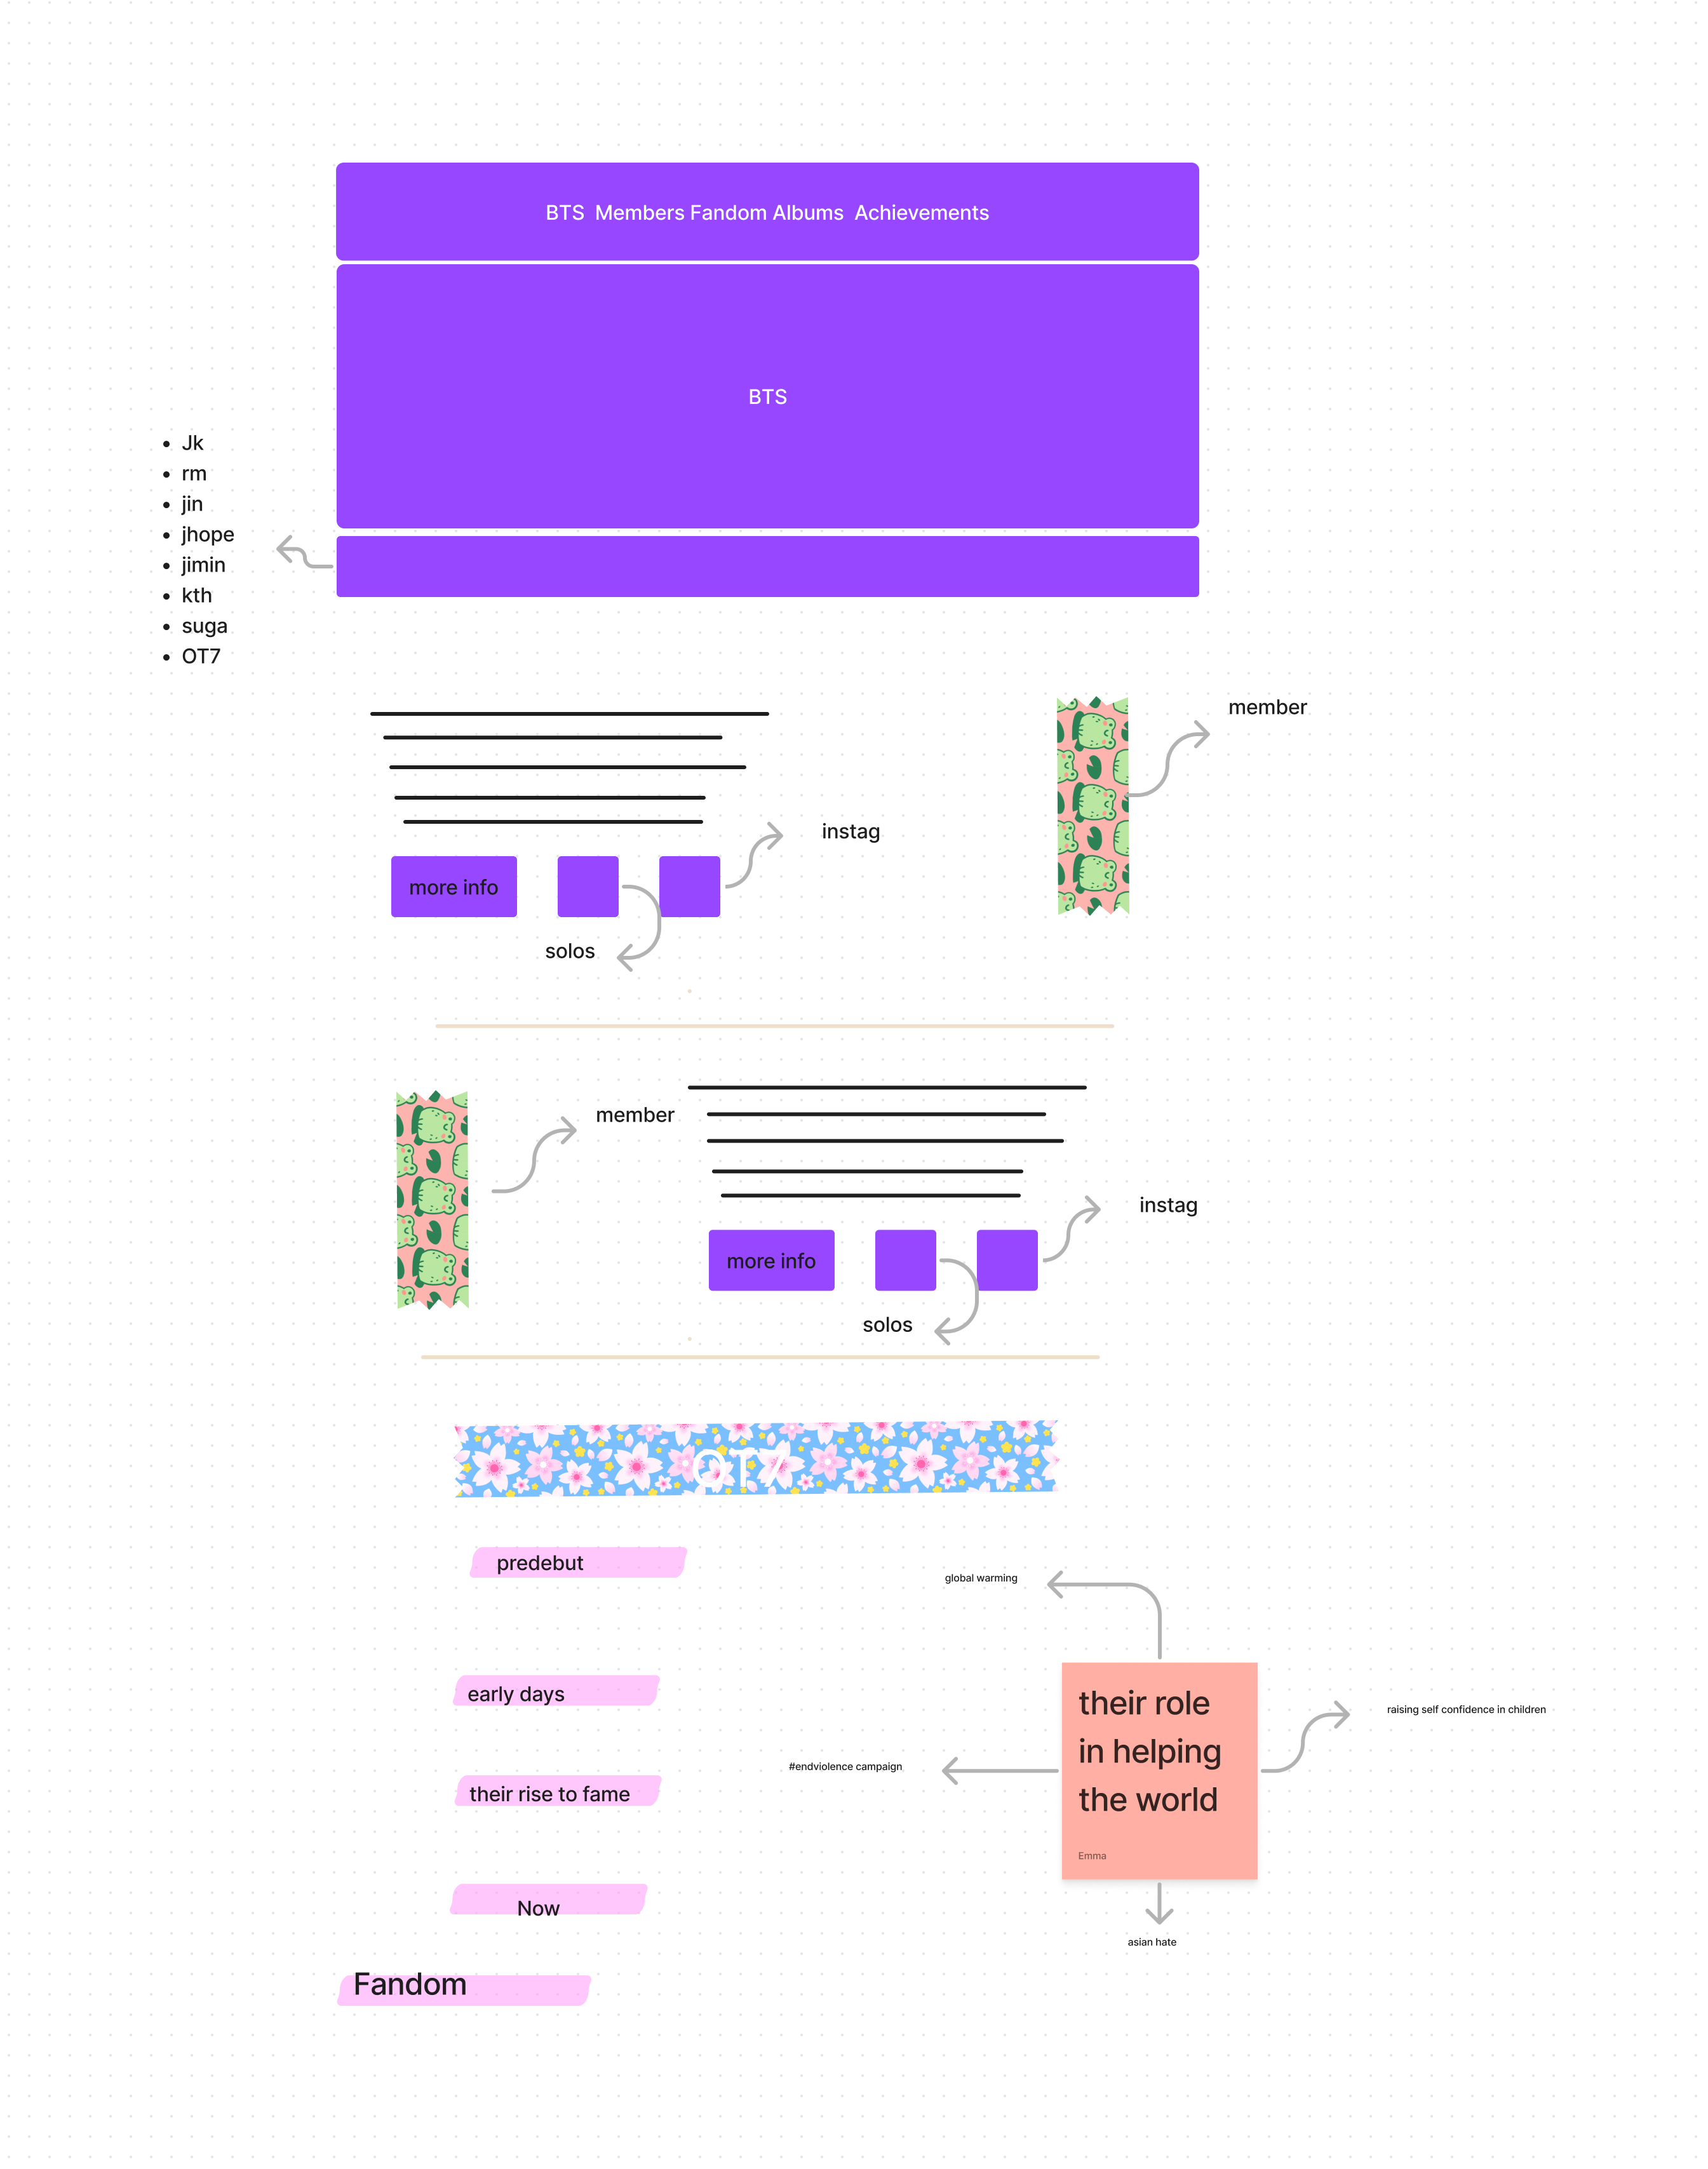 BTS  Members Fandom Albums  Achievements
BTS
Jk
rm
jin
jhope
jimin
kth
suga
OT7
member
instag
more info
solos
member
instag
more info
solos
OT7
predebut
global warming
early days
their role
in helping
the world
raising self confidence in children
#endviolence campaign
their rise to fame
Emma
Now
asian hate
Fandom